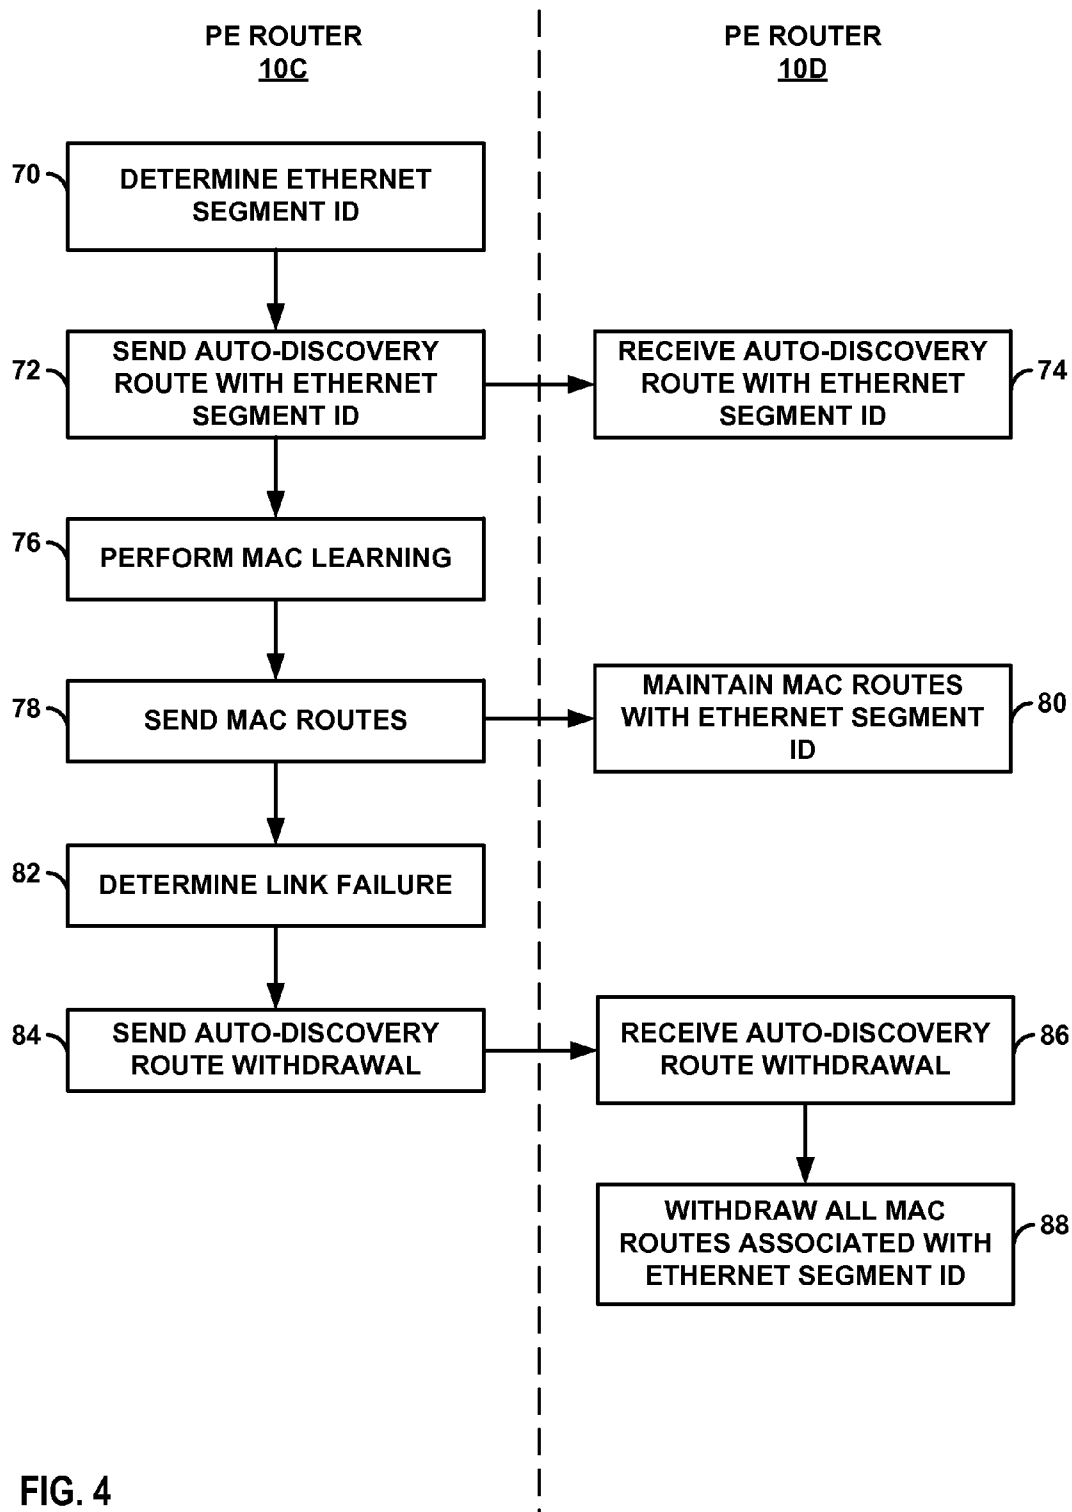 PE ROUTER
10C
PE ROUTER
10D
70
DETERMINE ETHERNET
SEGMENT ID
72
SEND AUTO-DISCOVERY
ROUTE WITH ETHERNET
SEGMENT ID
RECEIVE AUTO-DISCOVERY
ROUTE WITH ETHERNET
SEGMENT ID
74
76
PERFORM MAC LEARNING
78
SEND MAC ROUTES
MAINTAIN MAC ROUTES
WITH ETHERNET SEGMENT
ID
80
82
DETERMINE LINK FAILURE
84
SEND AUTO-DISCOVERY
ROUTE WITHDRAWAL
RECEIVE AUTO-DISCOVERY
ROUTE WITHDRAWAL
86
WITHDRAW ALL MAC
ROUTES ASSOCIATED WITH
ETHERNET SEGMENT ID
88
FIG. 4